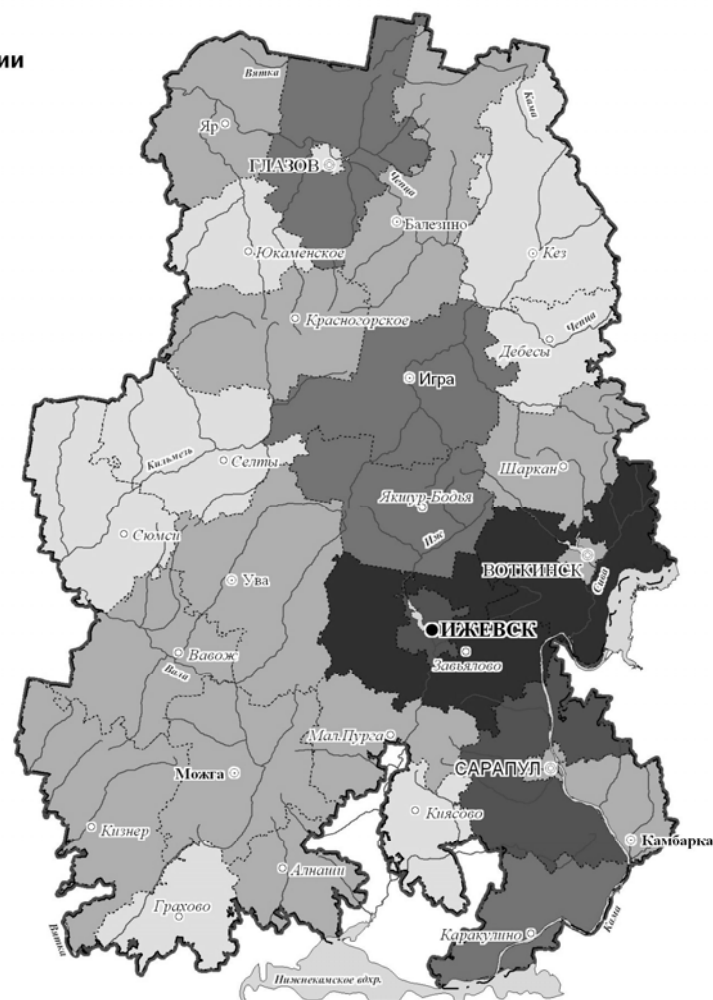 ии
Вятка
Кама
Яр
ГЛАЗОВ
Чепца
Балезино
Юкаменское
Кез
Красногорское
Чепца
Дебесы
Игра
Кильмезь
Селты
Шаркан
Якшур-Бодья
Сюмси
Иж
ВОТКИНСК
Сива
Ува
ИЖЕВСК
Вавож
Завьялово
Вала
Мал.Пурга
Можга
САРАПУЛ
Киясово
Кизнер
Камбарка
Алнаши
Грахово
Вятка
Каракулино
Кама
Нижнекамское вдхр.